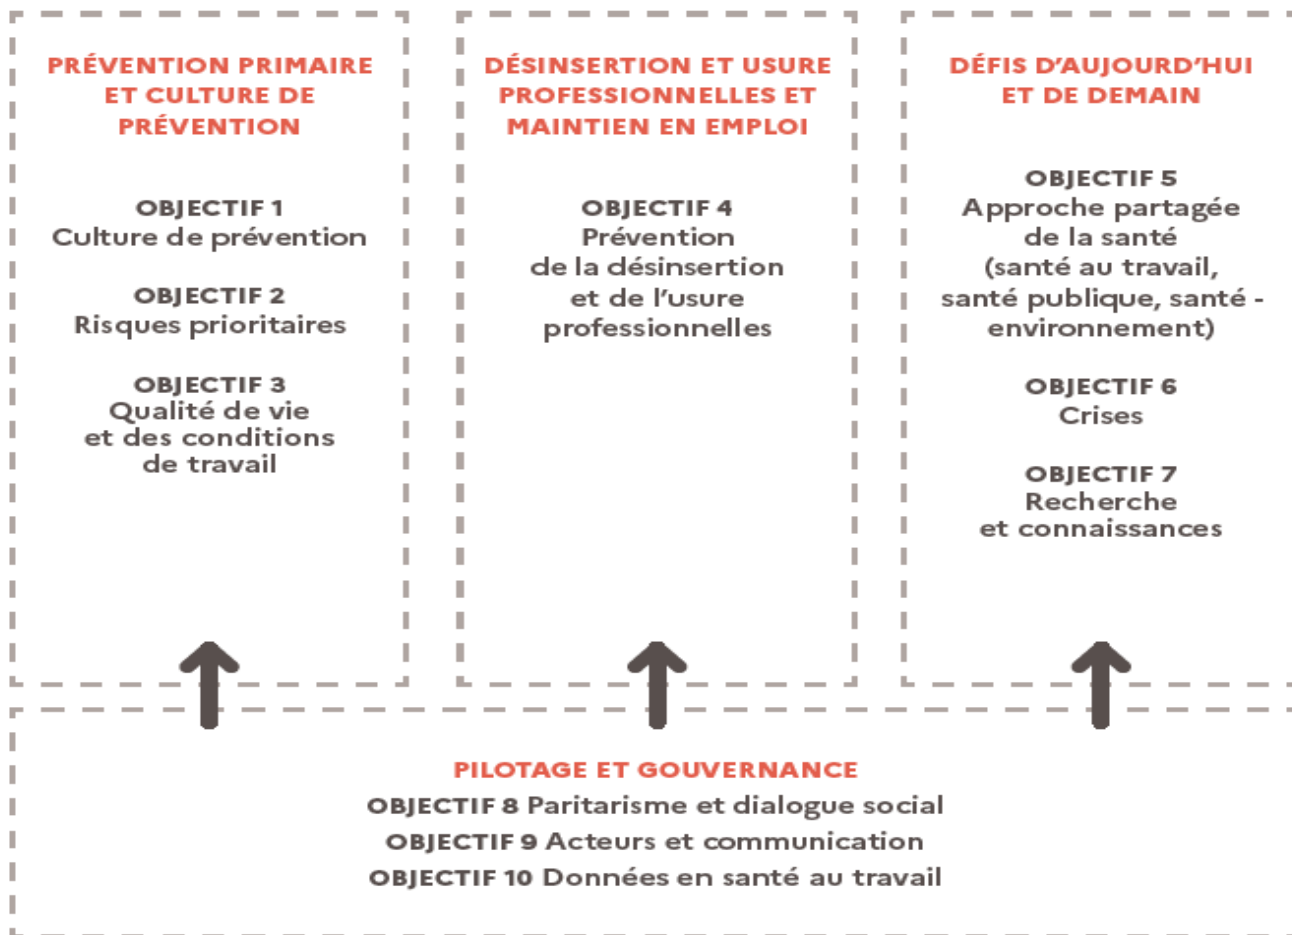 PRÉVENTION PRIMAIRE
ET CULTURE DE
PRÉVENTION
OBJECTIF 1
Culture de prévention
OBJECTIF 2
Risques prioritaires
OBJECTIF 3
Qualité de vie
et des conditions
de travail
DÉSINSERTION ET USURE
PROFESSIONNELLES ET
MAINTIEN EN EMPLOI
OBJECTIF 4
Prévention
de la désinsertion
et de l'usure
professionnelles
DÉFIS D'AUJOURD'HUI
ET DE DEMAIN
OBJECTIF 5
Approche partagée
de la santé
(santé au travail,
santé publique, santé -
environnement)
OBJECTIF 6
Crises
OBJECTIF 7
Recherche
et connaissances
PILOTAGE ET GOUVERNANCE
OBJECTIF 8 Paritarisme et dialogue social
OBJECTIF 9 Acteurs et communication
OBJECTIF 10 Données en santé au travail